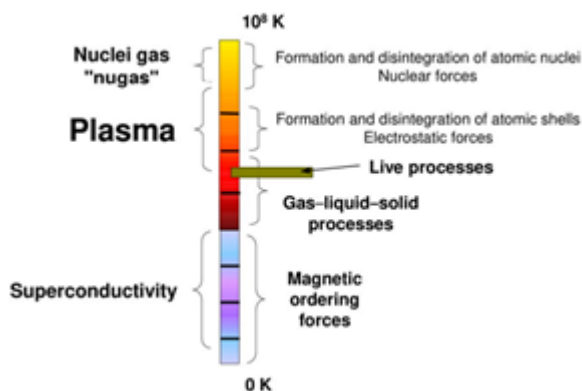 10⁸ K
Nuclei gas
"nugas"
Formation and disintegration of atomic nuclei
Nuclear forces
Plasma
Formation and disintegration of atomic shells
Electrostatic forces
Live processes
Gas–liquid–solid
processes
Superconductivity
Magnetic
ordering
forces
0 K